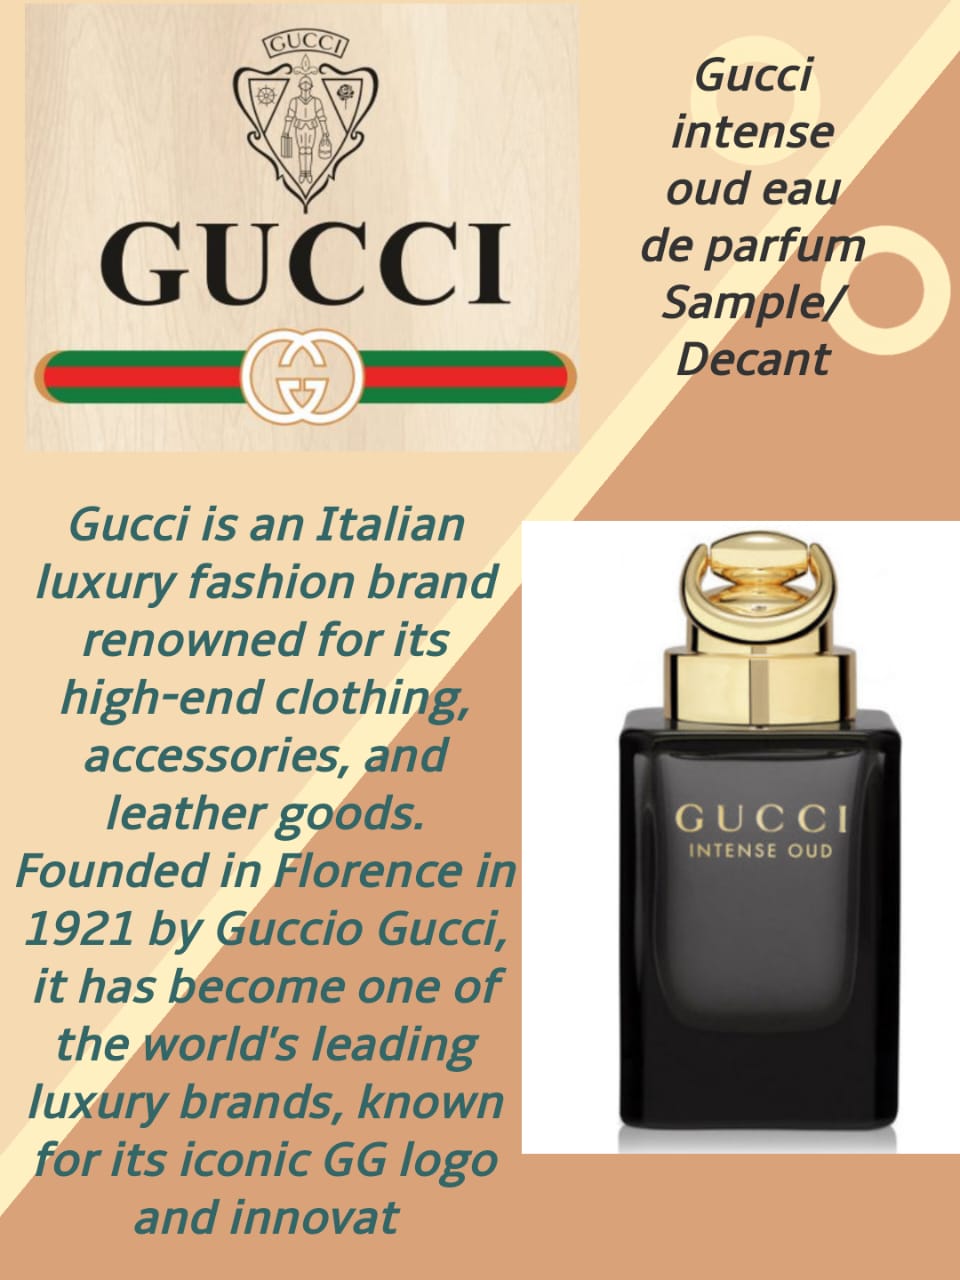 GUCCI
GUCCI
Gucci
intense
oud eau
de parfum
Sample/
Decant
Gucci is an Italian
luxury fashion brand
renowned for its
high-end clothing,
accessories, and
leather goods.
Founded in Florence in
1921 by Guccio Gucci,
it has become one of
the world's leading
luxury brands, known
for its iconic GG logo
and innovat
GUCCI
INTENSE OUD